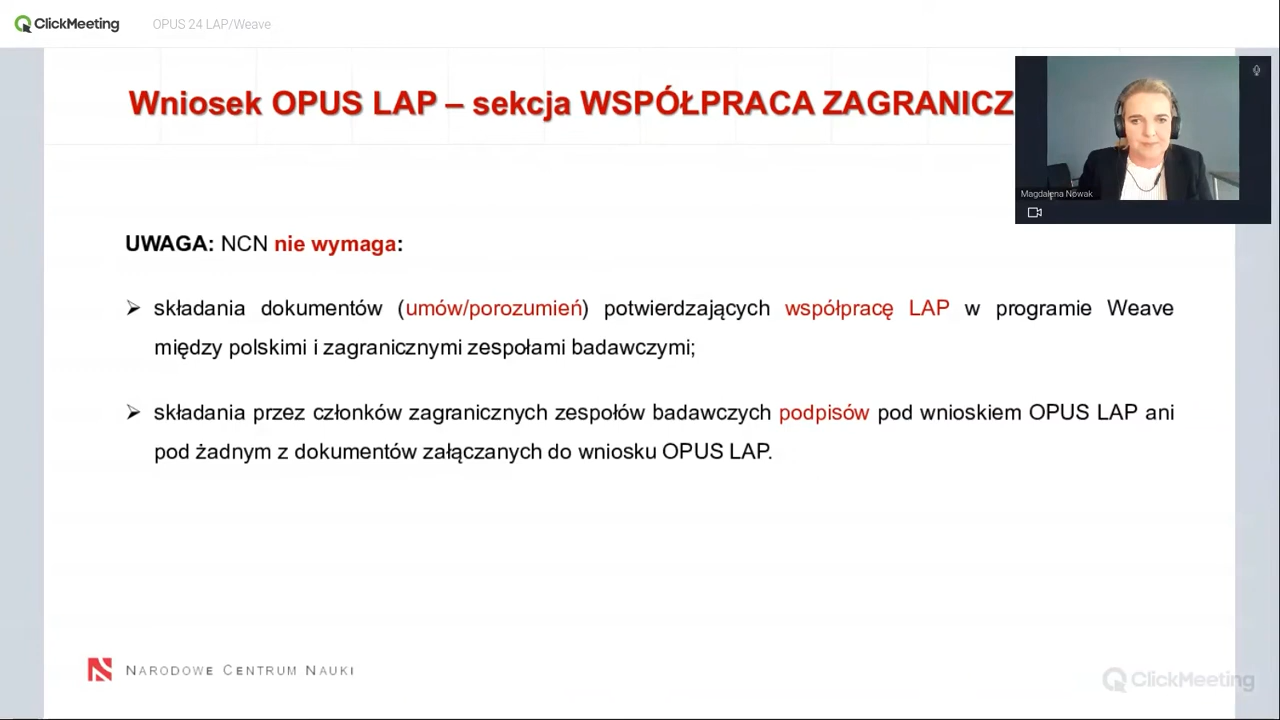 ClickMeeting
OPUS 24 LAP/Weave
Wniosek OPUS LAP – sekcja WSPÓŁPRACA ZAGRANICZ
Magdalena Nowak
UWAGA: NCN nie wymaga:
składania dokumentów (umów/porozumień) potwierdzających współpracę LAP w programie Weave
między polskimi i zagranicznymi zespołami badawczymi;
składania przez członków zagranicznych zespołów badawczych podpisów pod wnioskiem OPUS LAP ani
pod żadnym z dokumentów załączanych do wniosku OPUS LAP.
NARODOWE CENTRUM NAUKI
ClickMeeting